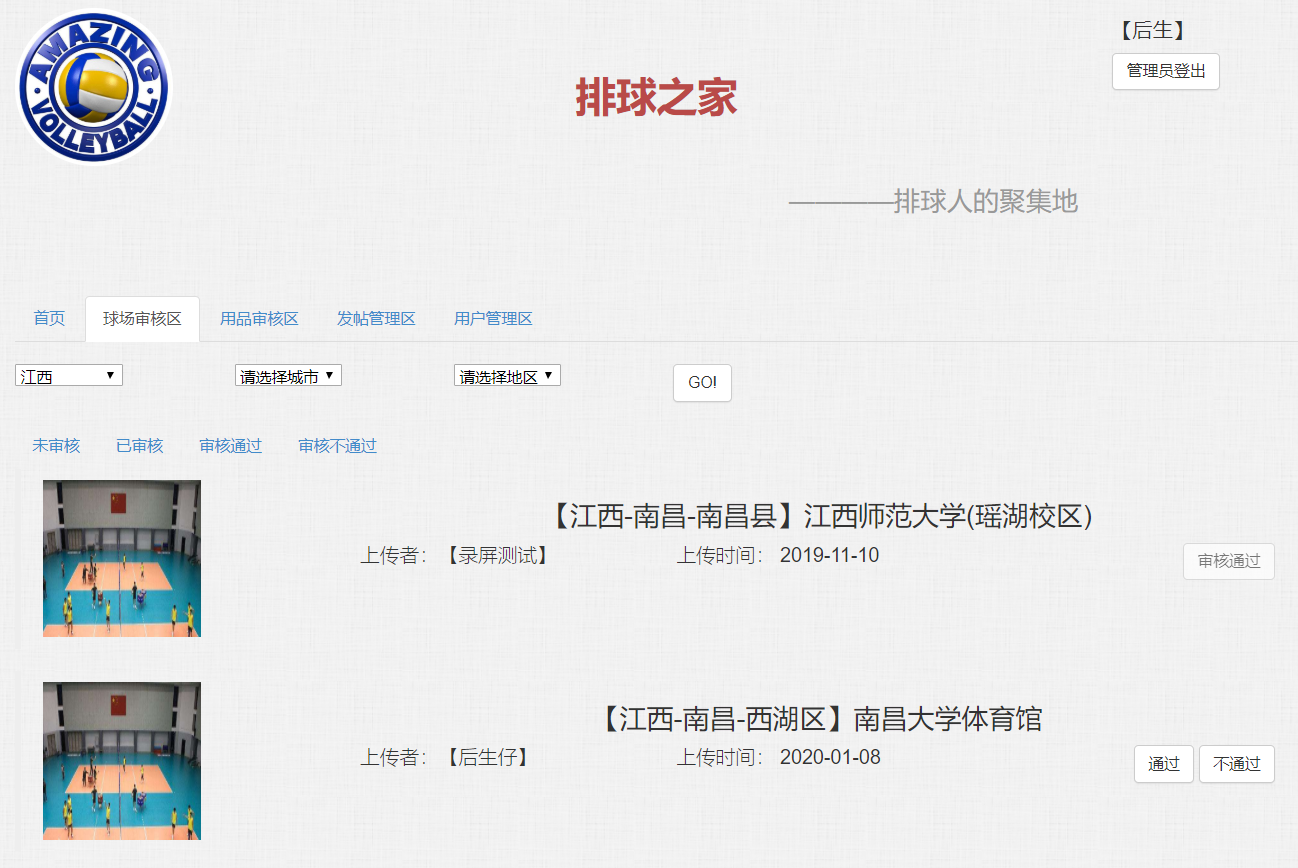 AMAZING
VOLLEYBALL
【后生】
管理员登出
排球之家
————排球人的聚集地
首页 球场审核区 用品审核区 发帖管理区 用户管理区
江西 请选择城市 请选择地区 GO!
未审核 已审核 审核通过 审核不通过
【江西-南昌-南昌县】江西师范大学(瑶湖校区)
上传者： 【录屏测试】 上传时间： 2019-11-10
审核通过
【江西-南昌-西湖区】南昌大学体育馆
上传者： 【后生仔】 上传时间： 2020-01-08
通过 不通过